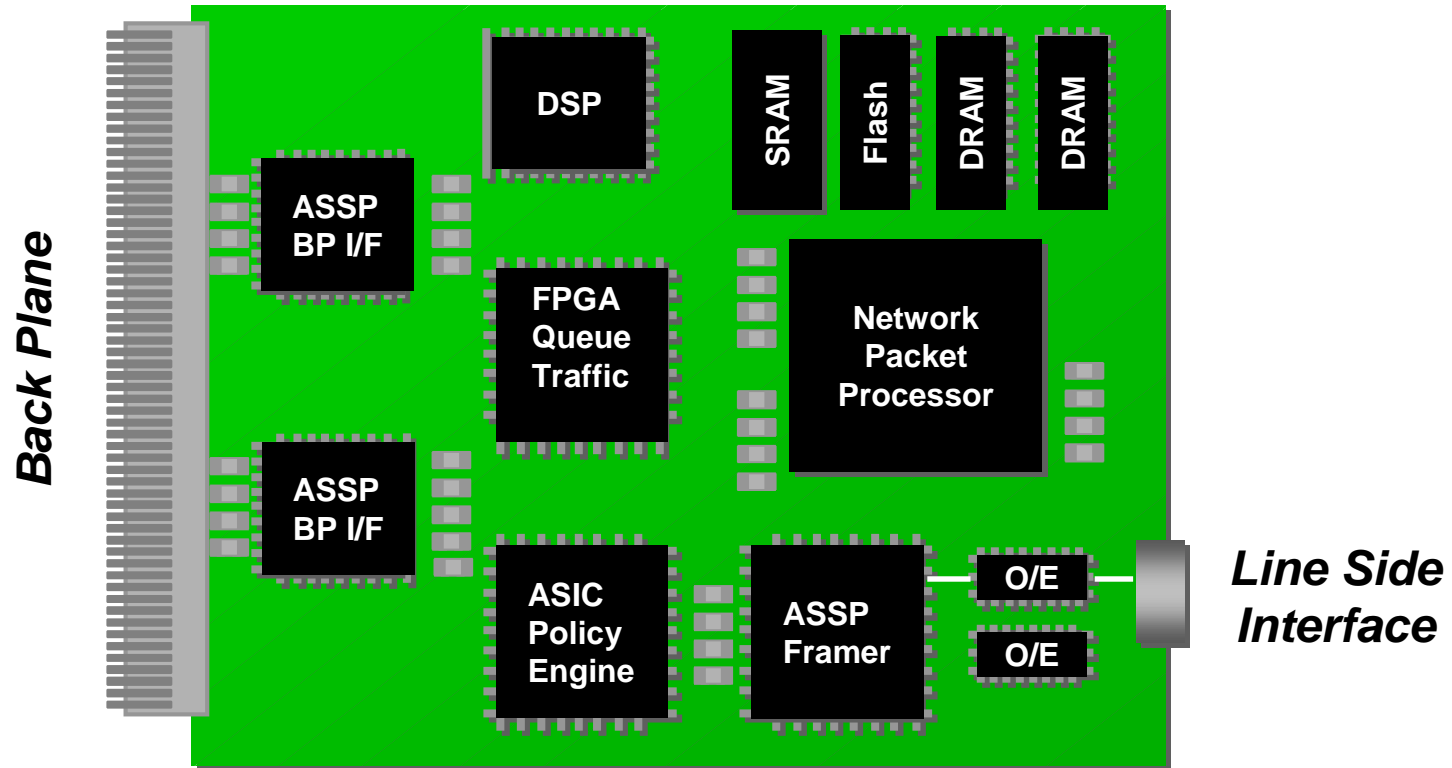 Back Plane
ASSP
BP I/F
ASSP
BP I/F
DSP
FPGA
Queue
Traffic
ASIC
Policy
Engine
SRAM
Flash
DRAM
DRAM
Network
Packet
Processor
ASSP
Framer
O/E
O/E
Line Side
Interface